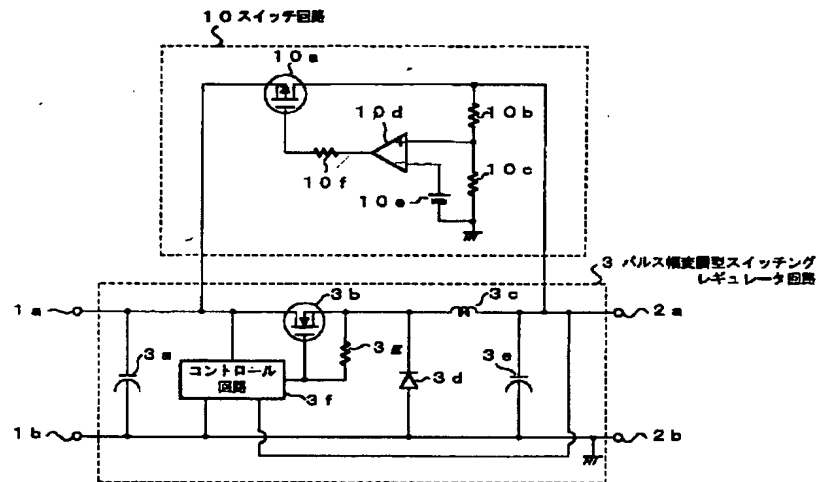 10 スイッチ回路
10a
10d
10b
10c
10f
10e
3 パルス幅変調型スイッチング
レギュレータ回路
3b
3c
1a
2a
3a
3g
コントロール
回路
3d
3e
3f
1b
2b